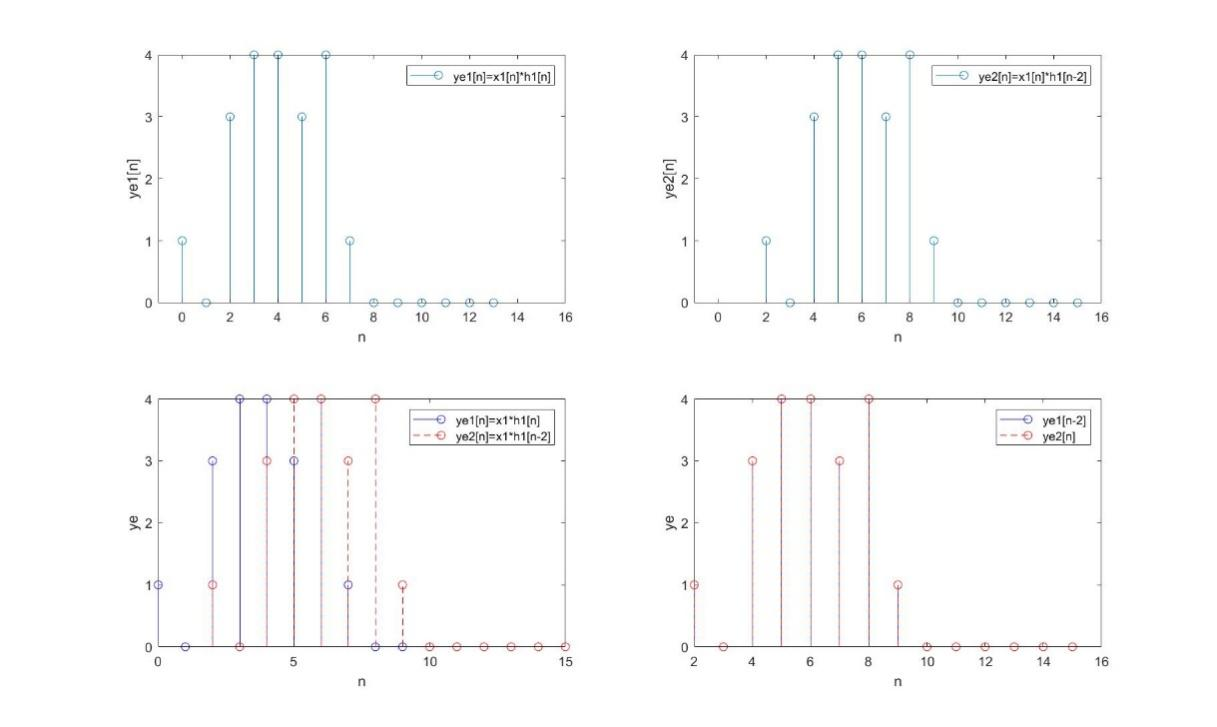 4
3
2
1
0
ye1[n]
ye1[n]=x1[n]*h1[n]
0 2 4 6 8 10 12 14 16
n
4
3
2
1
0
ye2[n]
ye2[n]=x1[n]*h1[n-2]
0 2 4 6 8 10 12 14 16
n
4
3
2
1
0
ye
ye1[n]=x1*h1[n]
ye2[n]=x1*h1[n-2]
0 5 10 15
n
4
3
2
1
0
ye
ye1[n-2]
ye2[n]
2 4 6 8 10 12 14 16
n